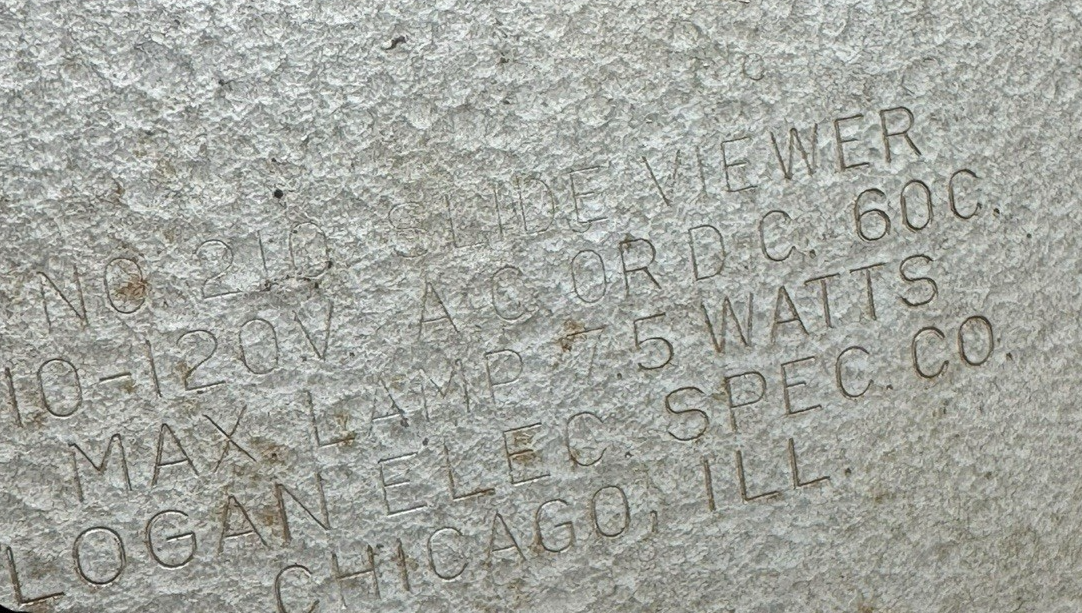 NO. 210 SLIDE VIEWER
10-120V A.C. OR D.C. 60C.
MAX LAMP 7.5 WATTS
LOGAN ELEC. SPEC. CO.
CHICAGO, ILL.